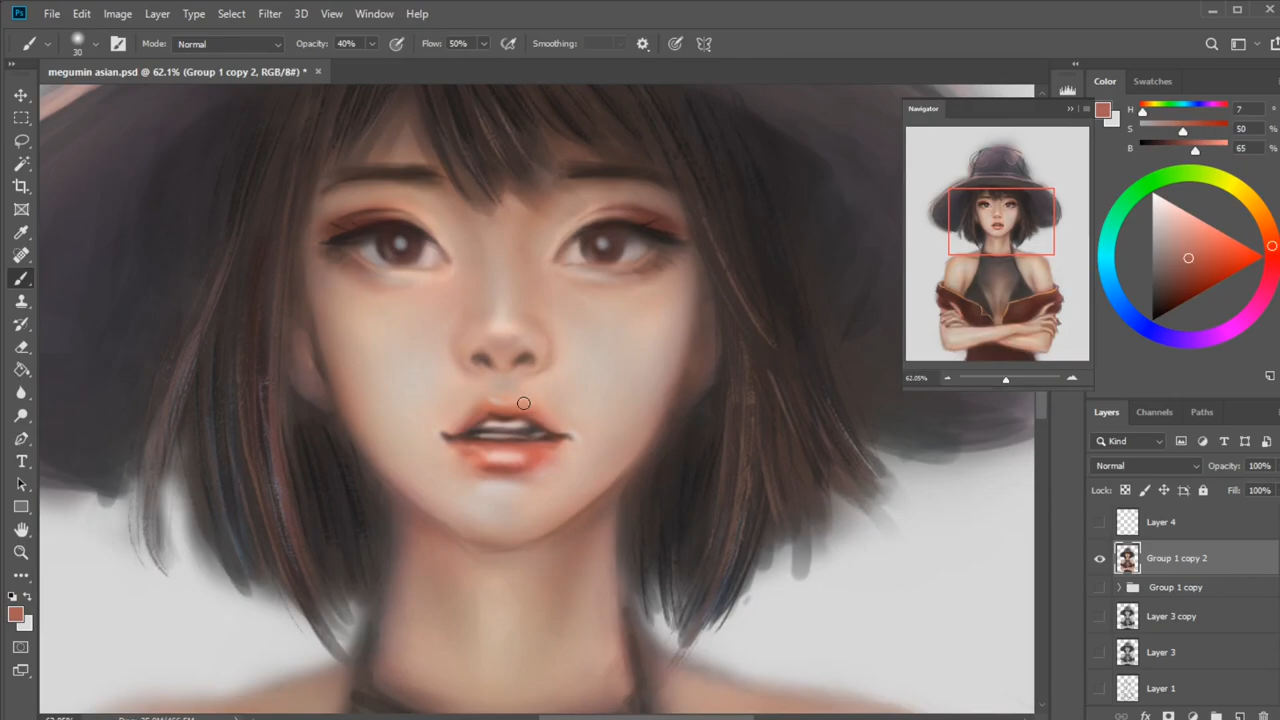 Ps File Edit Image Layer Type Select Filter 3D View Window Help
30 Mode: Normal Opacity: 40% Flow: 50% Smoothing:
megumin asian.psd @ 62.1% (Group 1 copy 2, RGB/8#) * ×
Navigator
62.05%
Color Swatches
H 7 °
S 50 %
B 65 %
Layers Channels Paths
Kind
Normal Opacity: 100%
Lock: Fill: 100%
Layer 4
Group 1 copy 2
Group 1 copy
Layer 3 copy
Layer 3
Layer 1
fx